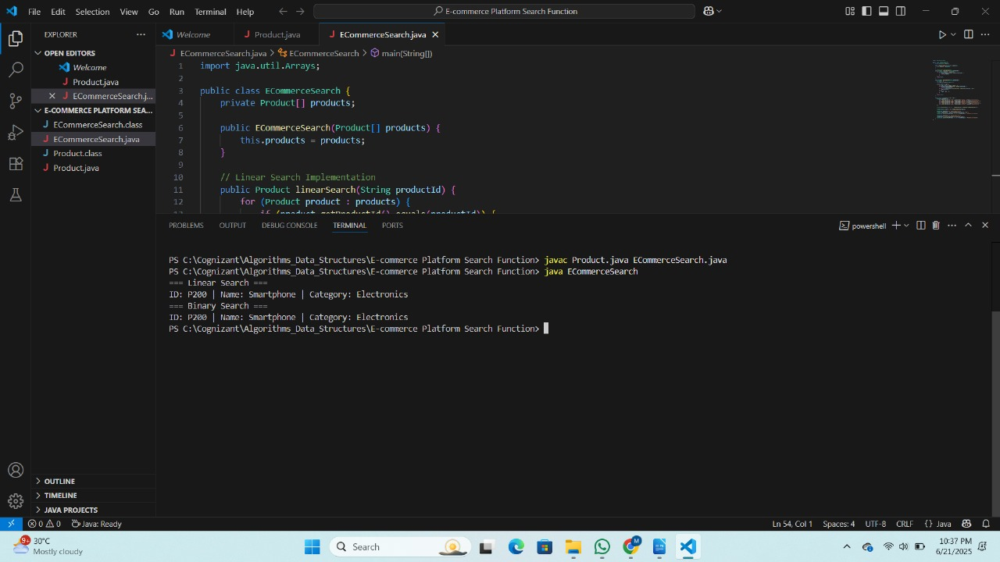 File Edit Selection View Go Run Terminal Help
E-commerce Platform Search Function
EXPLORER
OPEN EDITORS
Welcome
Product.java
ECommerceSearch.j...
E-COMMERCE PLATFORM SEA...
ECommerceSearch.class
ECommerceSearch.java
Product.class
Product.java
OUTLINE
TIMELINE
JAVA PROJECTS
Welcome Product.java ECommerceSearch.java
ECommerceSearch.java > ECommerceSearch > main(String[])
1 import java.util.Arrays;
2
3 public class ECommerceSearch {
4 private Product[] products;
5
6 public ECommerceSearch(Product[] products) {
7 this.products = products;
8 }
9
10 // Linear Search Implementation
11 public Product linearSearch(String productId) {
12 for (Product product : products) {
13 if (product.getProductId().equals(productId)) {
PROBLEMS OUTPUT DEBUG CONSOLE TERMINAL PORTS
powershell
PS C:\Cognizant\Algorithms_Data_Structures\E-commerce Platform Search Function> javac Product.java ECommerceSearch.java
PS C:\Cognizant\Algorithms_Data_Structures\E-commerce Platform Search Function> java ECommerceSearch
=== Linear Search ===
ID: P200 | Name: Smartphone | Category: Electronics
=== Binary Search ===
ID: P200 | Name: Smartphone | Category: Electronics
PS C:\Cognizant\Algorithms_Data_Structures\E-commerce Platform Search Function>
0 0 Java: Ready
Ln 54, Col 1 Spaces: 4 UTF-8 CRLF {} Java
9+ 30°C
Mostly cloudy
Search
M
10:37 PM
6/21/2025